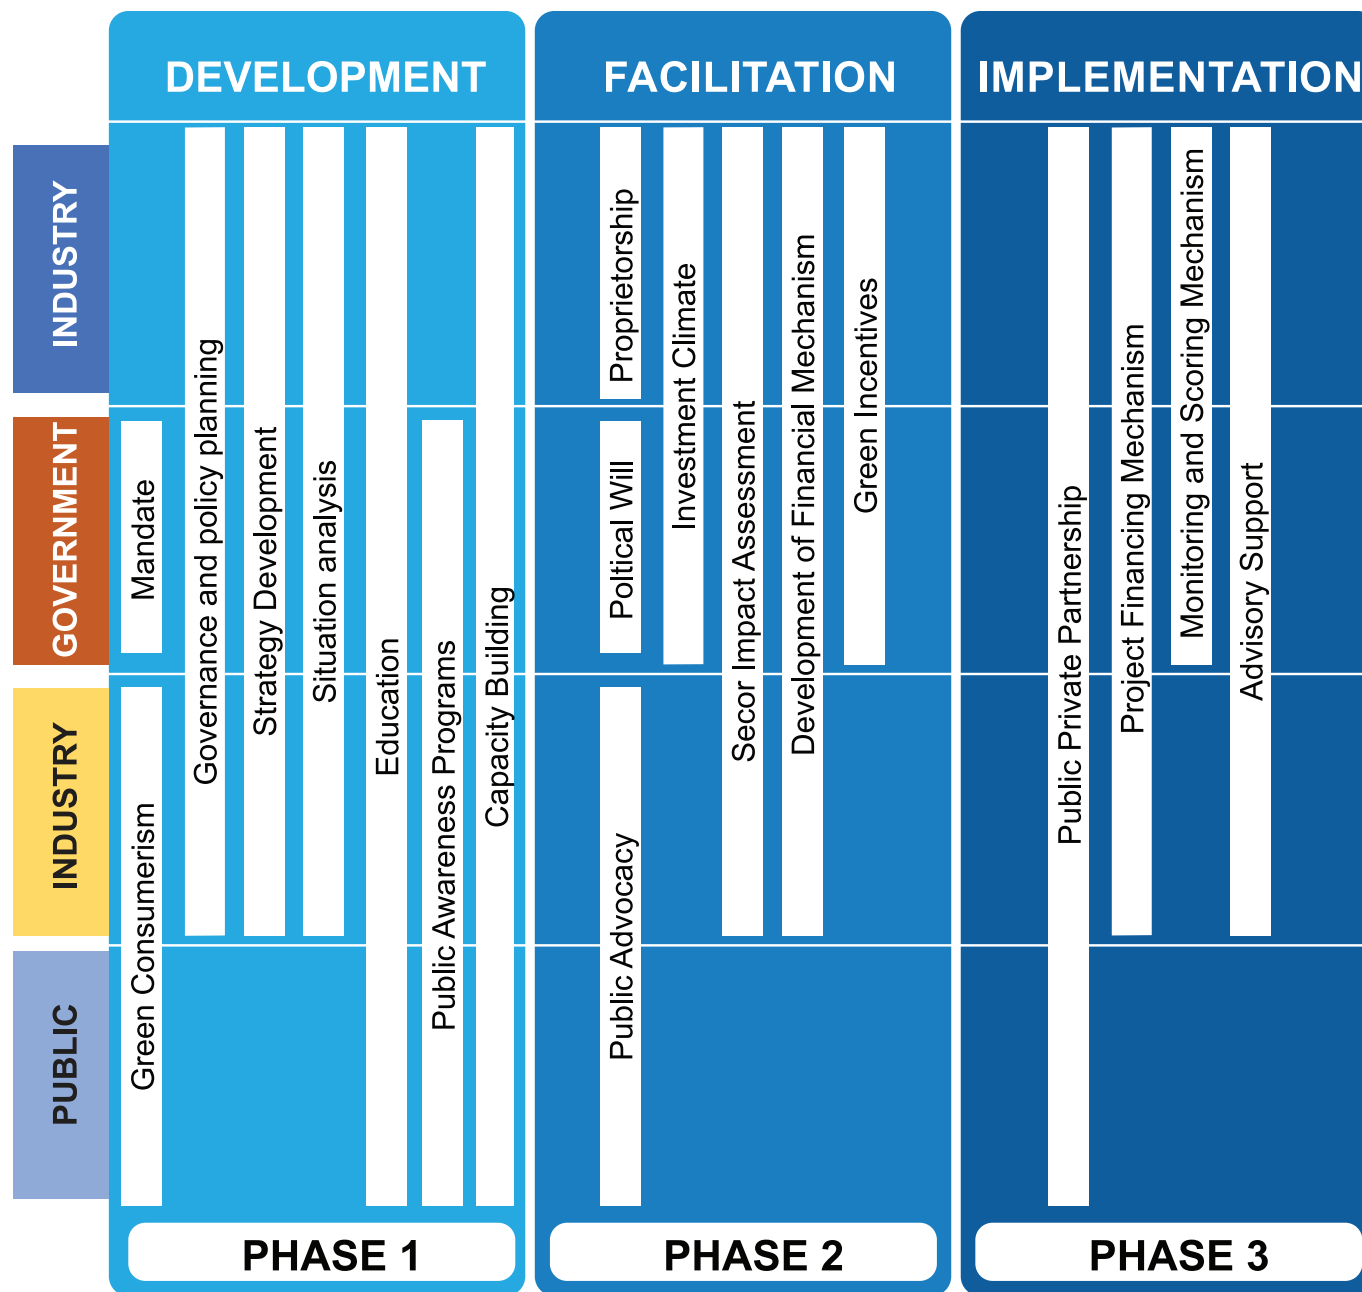 DEVELOPMENT
FACILITATION
IMPLEMENTATION
INDUSTRY
GOVERNMENT
INDUSTRY
PUBLIC
Mandate
Green Consumerism
Governance and policy planning
Strategy Development
Situation analysis
Education
Public Awareness Programs
Capacity Building
Proprietorship
Poltical Will
Public Advocacy
Investment Climate
Secor Impact Assessment
Development of Financial Mechanism
Green Incentives
Public Private Partnership
Project Financing Mechanism
Monitoring and Scoring Mechanism
Advisory Support
PHASE 1
PHASE 2
PHASE 3